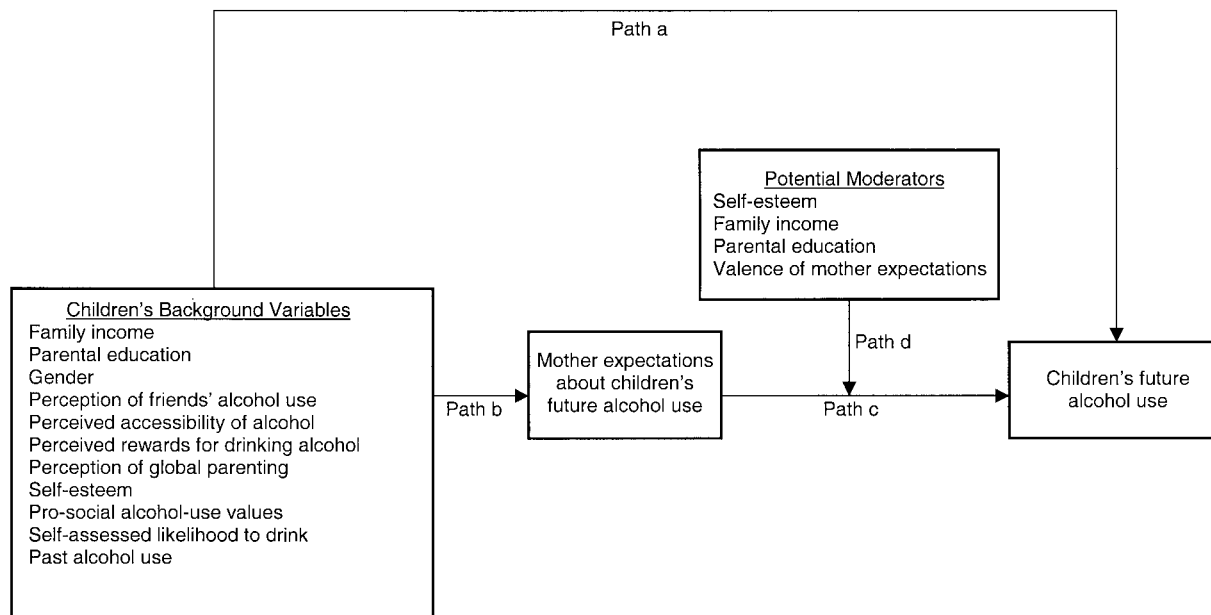 Path a
Potential Moderators
Self-esteem
Family income
Parental education
Valence of mother expectations
Children's Background Variables
Family income
Parental education
Gender
Perception of friends' alcohol use
Perceived accessibility of alcohol
Perceived rewards for drinking alcohol
Perception of global parenting
Self-esteem
Pro-social alcohol-use values
Self-assessed likelihood to drink
Past alcohol use
Path b
Mother expectations
about children's
future alcohol use
Path d
Path c
Children's future
alcohol use